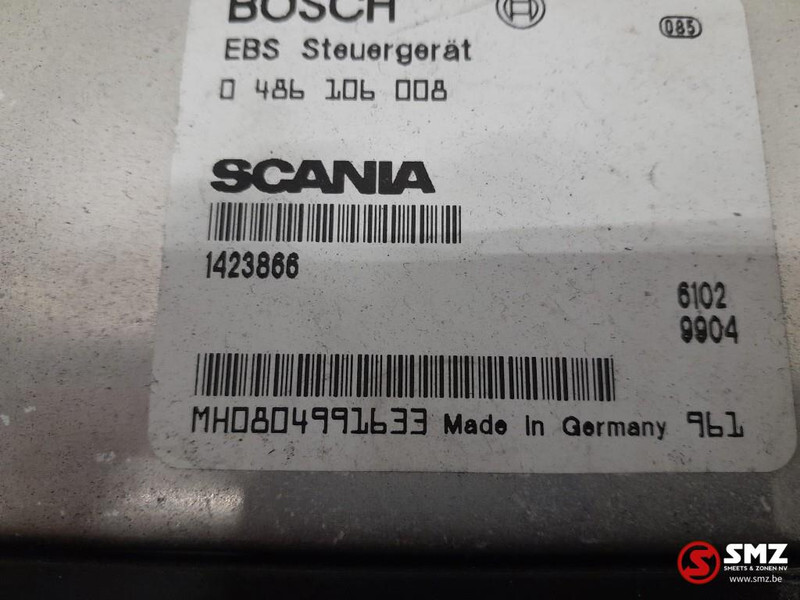 BOSCH
085
EBS Steuergerät
0 486 106 008
SCANIA
1423866
6102
9904
MH0804991633 Made in Germany 961
SMZ
SMEETS & ZONEN NV
www.smz.be